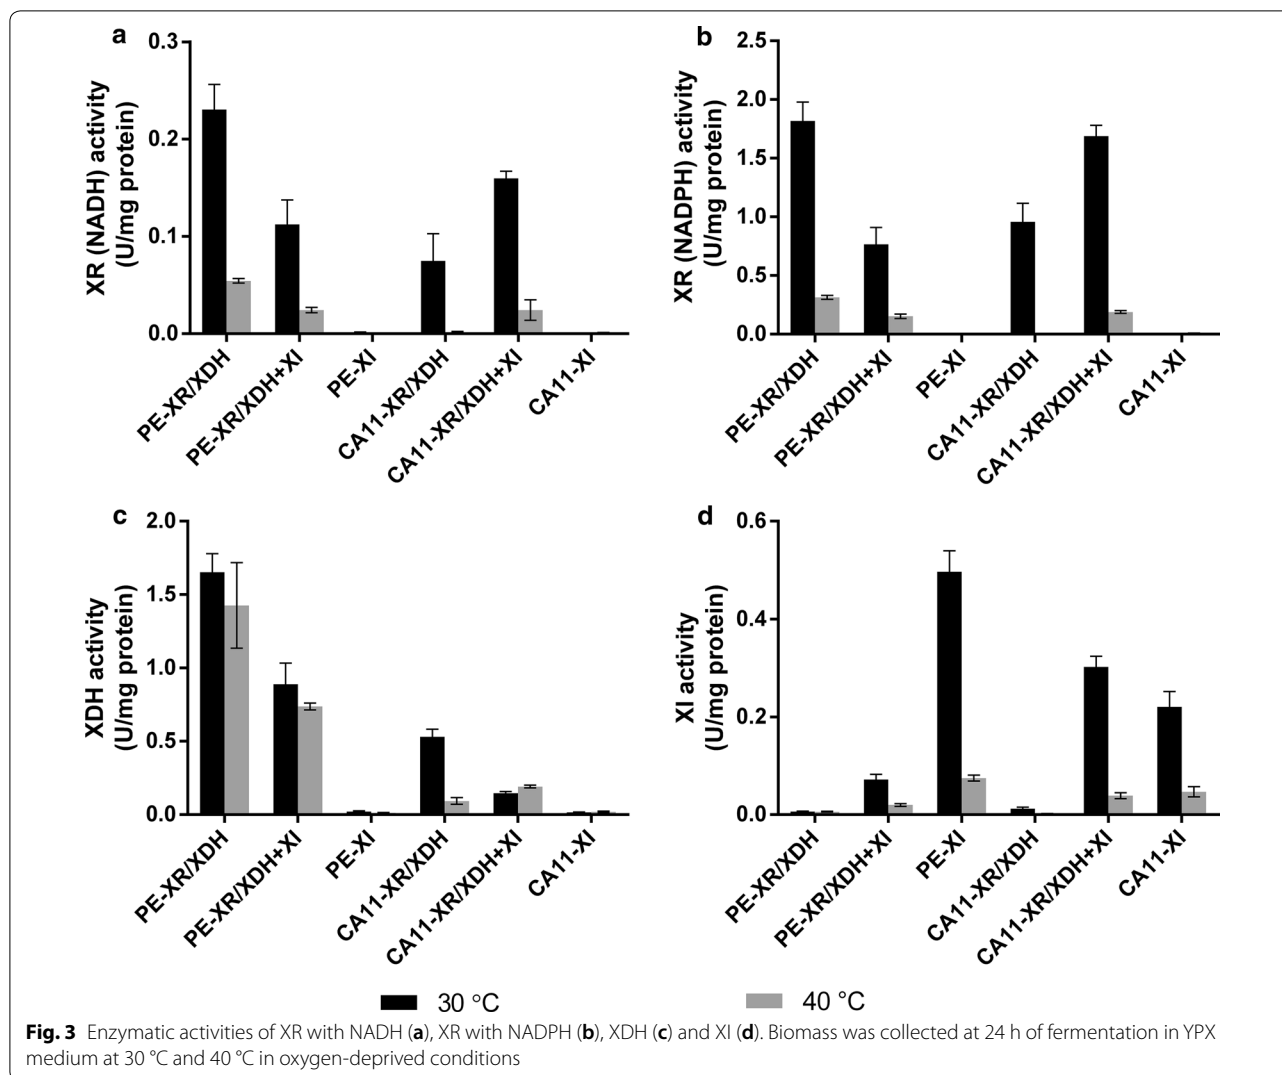 a
XR (NADH) activity
(U/mg protein)
0.3
0.2
0.1
0.0
PE-XR/XDH
PE-XR/XDH+XI
PE-XI
CA11-XR/XDH
CA11-XR/XDH+XI
CA11-XI
b
XR (NADPH) activity
(U/mg protein)
2.5
2.0
1.5
1.0
0.5
0.0
PE-XR/XDH
PE-XR/XDH+XI
PE-XI
CA11-XR/XDH
CA11-XR/XDH+XI
CA11-XI
c
XDH activity
(U/mg protein)
2.0
1.5
1.0
0.5
0.0
PE-XR/XDH
PE-XR/XDH+XI
PE-XI
CA11-XR/XDH
CA11-XR/XDH+XI
CA11-XI
d
XI activity
(U/mg protein)
0.6
0.4
0.2
0.0
PE-XR/XDH
PE-XR/XDH+XI
PE-XI
CA11-XR/XDH
CA11-XR/XDH+XI
CA11-XI
30 °C
40 °C
Fig. 3 Enzymatic activities of XR with NADH (a), XR with NADPH (b), XDH (c) and XI (d). Biomass was collected at 24 h of fermentation in YPX
medium at 30 °C and 40 °C in oxygen-deprived conditions